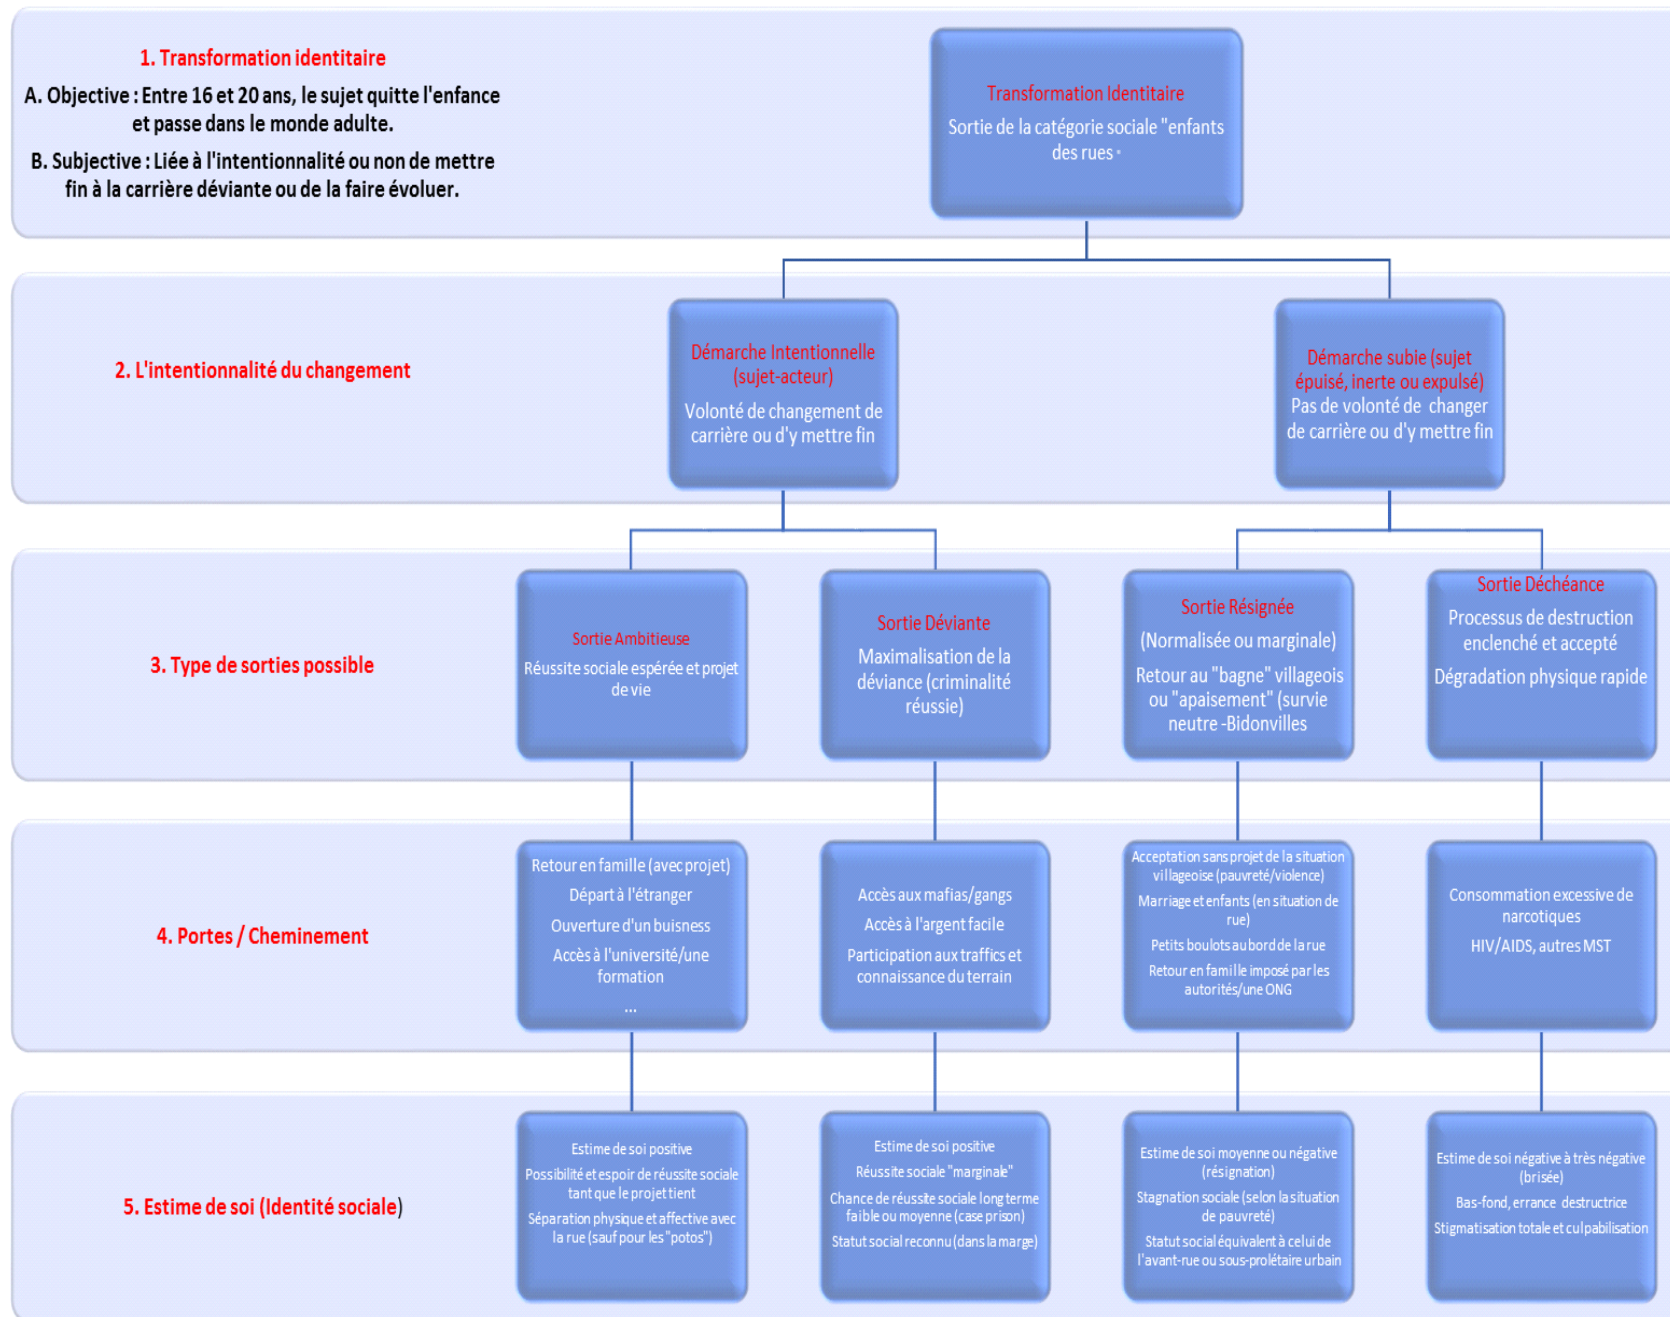 1. Transformation identitaire
A. Objective : Entre 16 et 20 ans, le sujet quitte l'enfance
et passe dans le monde adulte.
B. Subjective : Liée à l'intentionnalité ou non de mettre
fin à la carrière déviante ou de la faire évoluer.
Transformation Identitaire
Sortie de la catégorie sociale "enfants
des rues "
2. L'intentionnalité du changement
Démarche Intentionnelle
(sujet-acteur)
Volonté de changement de
carrière ou d'y mettre fin
Démarche subie (sujet
épuisé, inerte ou expulsé)
Pas de volonté de changer
de carrière ou d'y mettre fin
3. Type de sorties possible
Sortie Ambitieuse
Réussite sociale espérée et projet
de vie
Sortie Déviante
Maximalisation de la
déviance (criminalité
réussie)
Sortie Résignée
(Normalisée ou marginale)
Retour au "bagne" villageois
ou "apaisement" (survie
neutre -Bidonvilles
Sortie Déchéance
Processus de destruction
enclenché et accepté
Dégradation physique rapide
4. Portes / Cheminement
Retour en famille (avec projet)
Départ à l'étranger
Ouverture d'un buisness
Accès à l'université/une
formation
...
Accès aux mafias/gangs
Accès à l'argent facile
Participation aux traffics et
connaissance du terrain
Acceptation sans projet de la situation
villageoise (pauvreté/violence)
Marriage et enfants (en situation de
rue)
Petits boulots au bord de la rue
Retour en famille imposé par les
autorités/une ONG
Consommation excessive de
narcotiques
HIV/AIDS, autres MST
5. Estime de soi (Identité sociale)
Estime de soi positive
Possibilité et espoir de réussite sociale
tant que le projet tient
Séparation physique et affective avec
la rue (sauf pour les "potos")
Estime de soi positive
Réussite sociale "marginale"
Chance de réussite sociale long terme
faible ou moyenne (case prison)
Statut social reconnu (dans la marge)
Estime de soi moyenne ou négative
(résignation)
Stagnation sociale (selon la situation
de pauvreté)
Statut social équivalent à celui de
l'avant-rue ou sous-prolétaire urbain
Estime de soi négative à très négative
(brisée)
Bas-fond, errance destructrice
Stigmatisation totale et culpabilisation